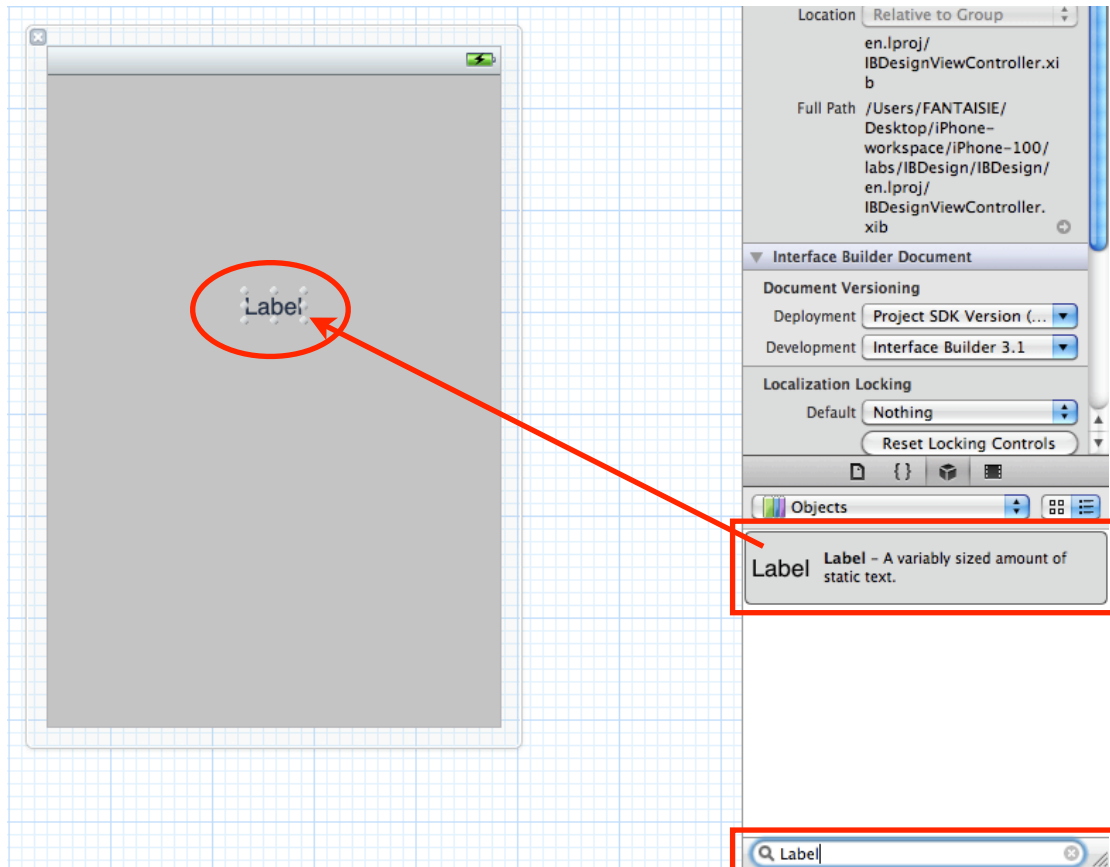 Location Relative to Group
en.lproj/
IBDesignViewController.xi
b
Full Path /Users/FANTAISIE/
Desktop/iPhone-
workspace/iPhone-100/
labs/IBDesign/IBDesign/
en.lproj/
IBDesignViewController.
xib
Interface Builder Document
Document Versioning
Deployment Project SDK Version (...
Development Interface Builder 3.1
Localization Locking
Default Nothing
Reset Locking Controls
{}
Objects
Label Label – A variably sized amount of
static text.
Label
Label